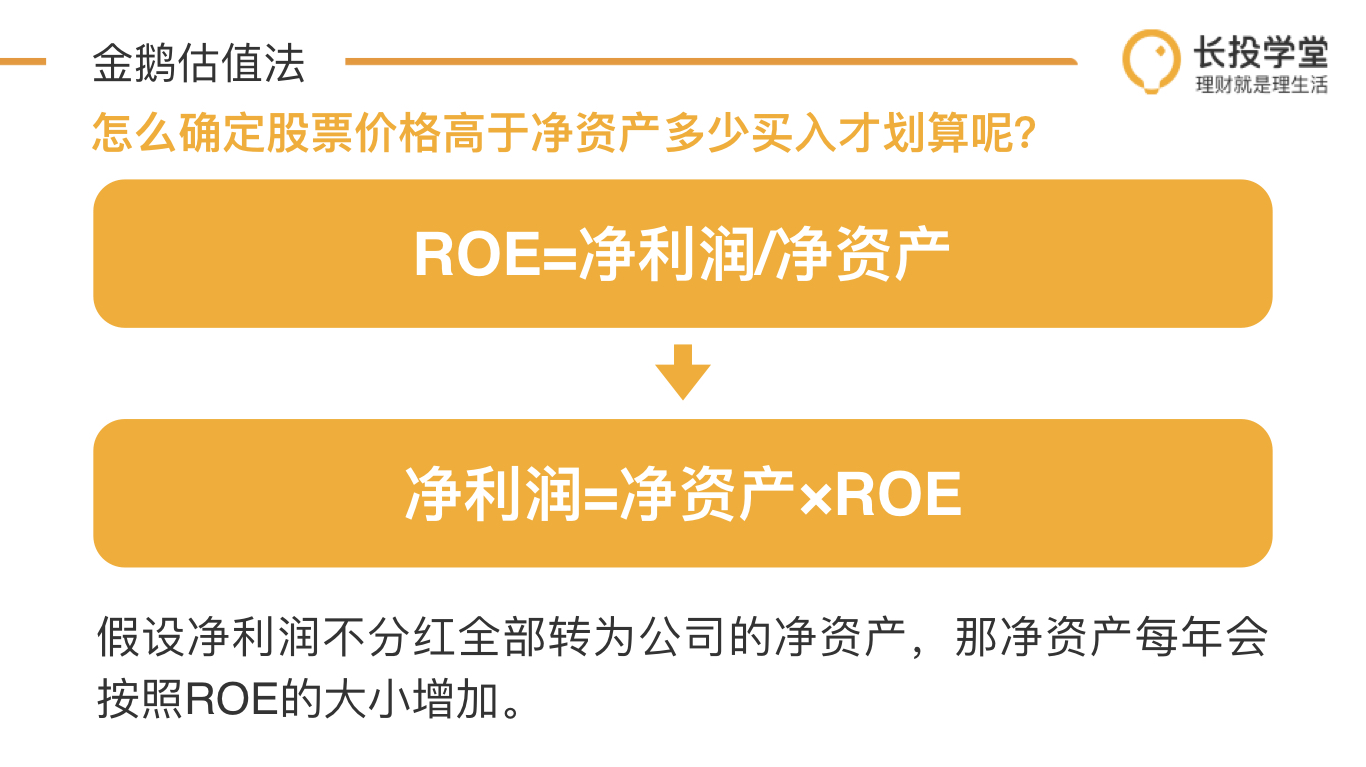 金鹅估值法
长投学堂
理财就是理生活
怎么确定股票价格高于净资产多少买入才划算呢?
ROE=净利润/净资产
净利润=净资产×ROE
假设净利润不分红全部转为公司的净资产，那净资产每年会
按照ROE的大小增加。